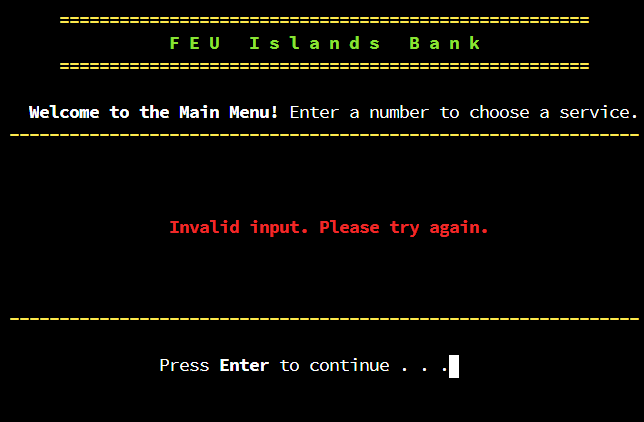 =====================================================
F E U   I s l a n d s   B a n k
=====================================================
Welcome to the Main Menu! Enter a number to choose a service.
---------------------------------------------------------------
Invalid input. Please try again.
---------------------------------------------------------------
Press Enter to continue . . .